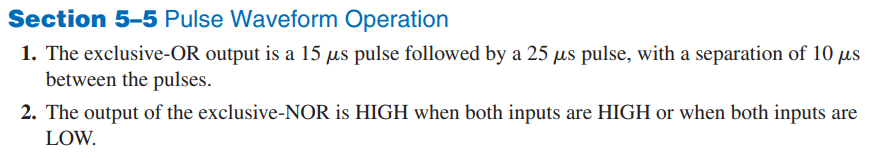 Section 5–5 Pulse Waveform Operation
1. The exclusive-OR output is a 15 μs pulse followed by a 25 μs pulse, with a separation of 10 μs
between the pulses.
2. The output of the exclusive-NOR is HIGH when both inputs are HIGH or when both inputs are
LOW.